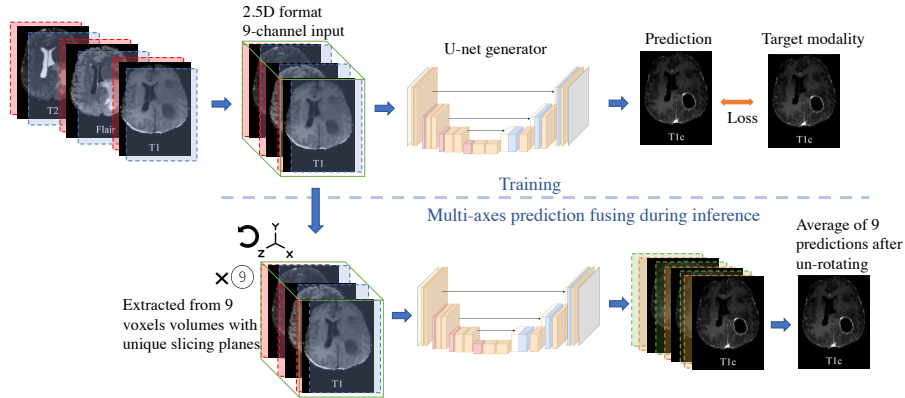 2.5D format
9-channel input
U-net generator
Prediction
Target modality
T2
Flair
T1
T1
T1c
Loss
T1c
Training
Multi-axes prediction fusing during inference
Y
Z
X
×9
Extracted from 9
voxels volumes with
unique slicing planes
T1
Average of 9
predictions after
un-rotating
T1c
T1c